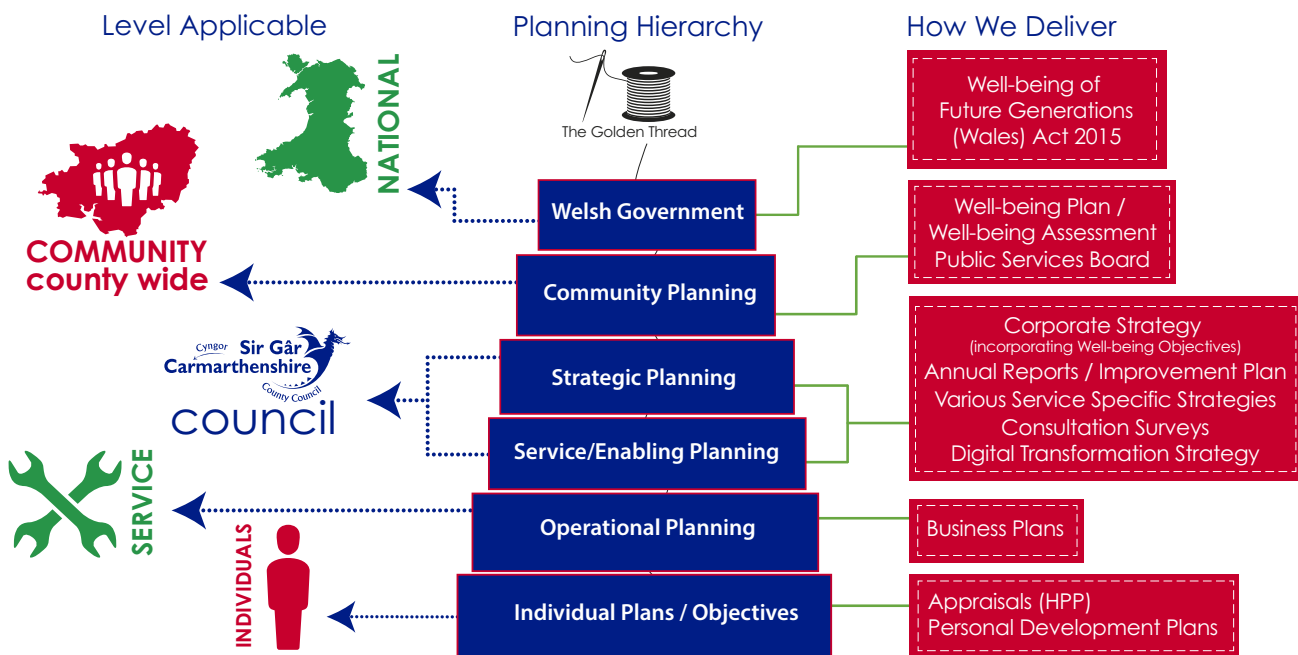 Level Applicable
Planning Hierarchy
How We Deliver
NATIONAL
COMMUNITY
county wide
Cyngor
Sir Gâr
Carmarthenshire
County Council
council
SERVICE
INDIVIDUALS
The Golden Thread
Welsh Government
Community Planning
Strategic Planning
Service/Enabling Planning
Operational Planning
Individual Plans / Objectives
Well-being of
Future Generations
(Wales) Act 2015
Well-being Plan /
Well-being Assessment
Public Services Board
Corporate Strategy
(incorporating Well-being Objectives)
Annual Reports / Improvement Plan
Various Service Specific Strategies
Consultation Surveys
Digital Transformation Strategy
Business Plans
Appraisals (HPP)
Personal Development Plans